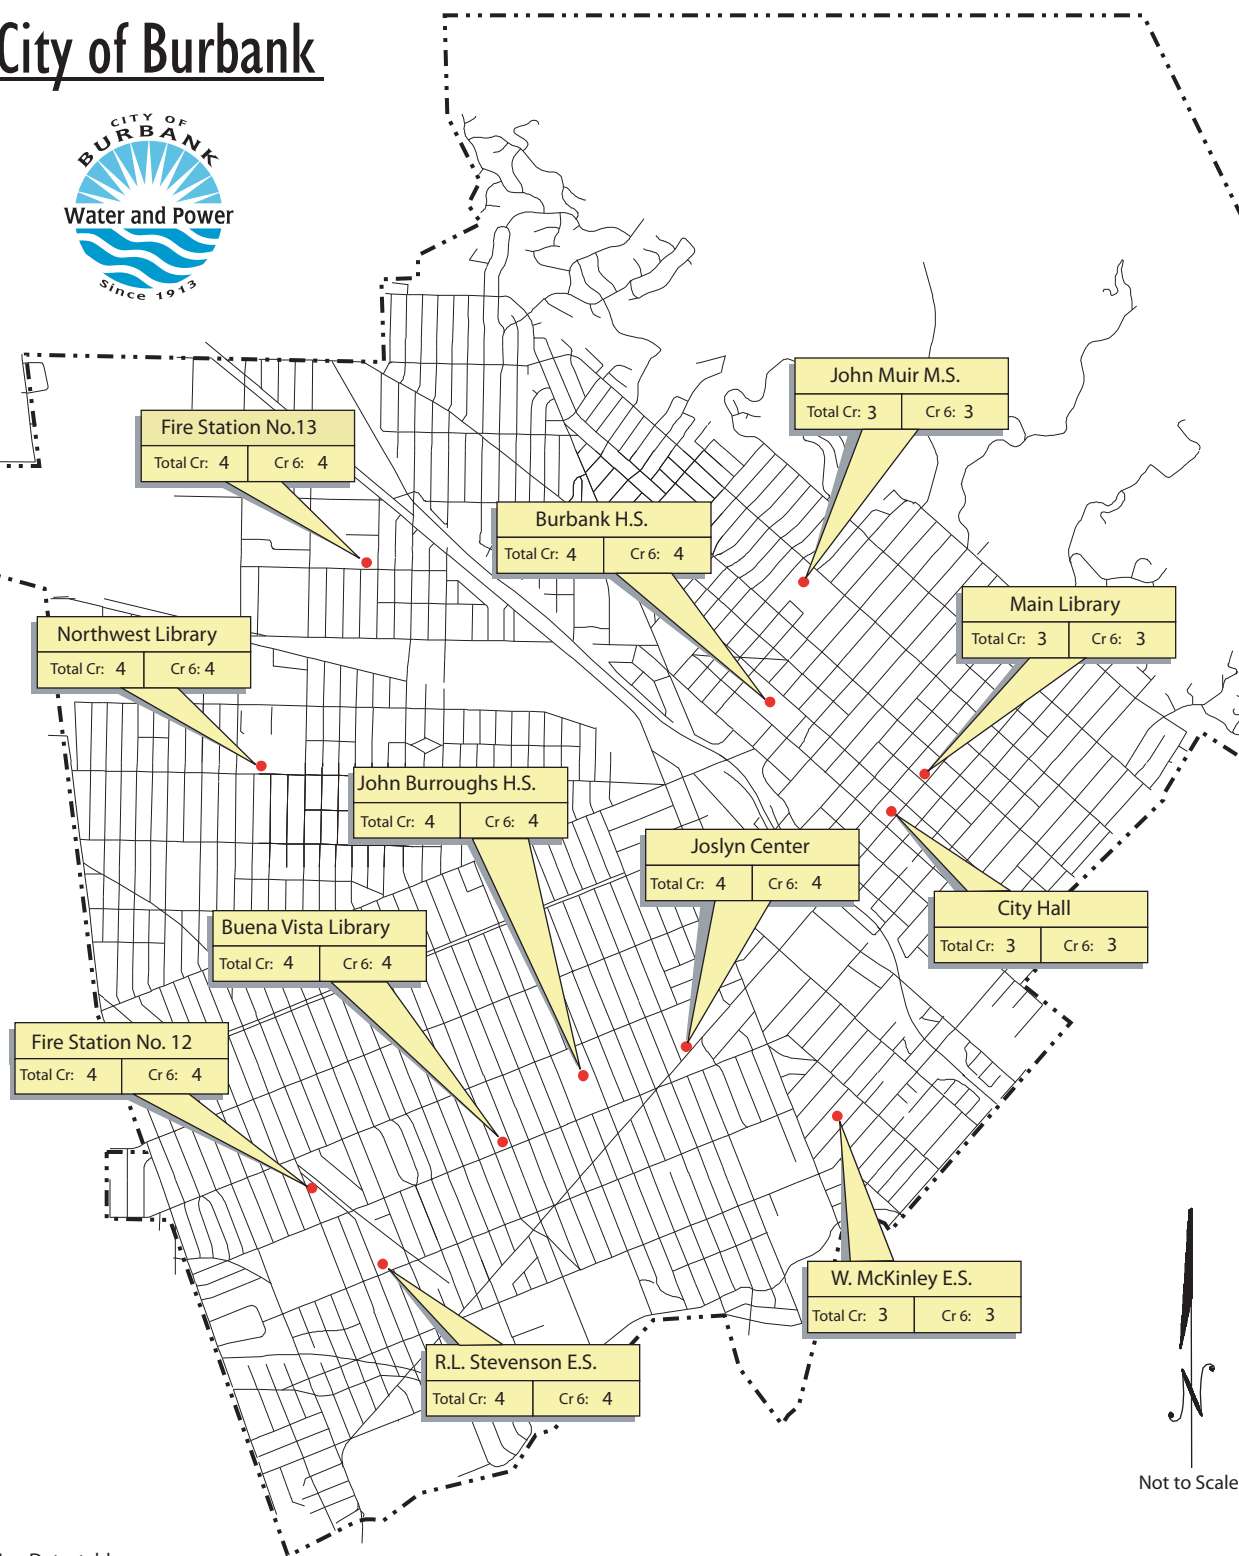 City of Burbank
CITY OF
BURBANK
Water and Power
since 1913
John Muir M.S.
Total Cr: 3 Cr 6: 3
Fire Station No.13
Total Cr: 4 Cr 6: 4
Burbank H.S.
Total Cr: 4 Cr 6: 4
Main Library
Total Cr: 3 Cr 6: 3
Northwest Library
Total Cr: 4 Cr 6: 4
John Burroughs H.S.
Total Cr: 4 Cr 6: 4
Joslyn Center
Total Cr: 4 Cr 6: 4
City Hall
Total Cr: 3 Cr 6: 3
Buena Vista Library
Total Cr: 4 Cr 6: 4
Fire Station No. 12
Total Cr: 4 Cr 6: 4
W. McKinley E.S.
Total Cr: 3 Cr 6: 3
R.L. Stevenson E.S.
Total Cr: 4 Cr 6: 4
N
Not to Scale